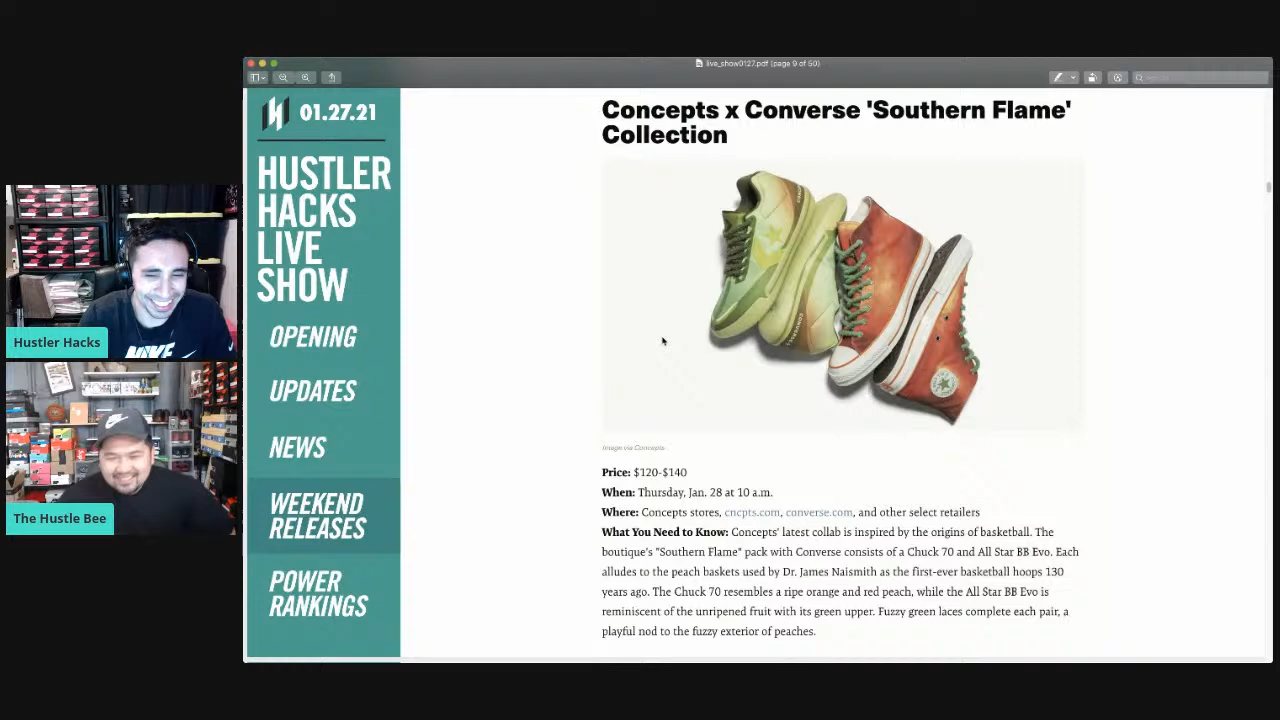 live_show0127.pdf (page 9 of 50)
01.27.21
HUSTLER
HACKS
LIVE
SHOW
OPENING
UPDATES
NEWS
WEEKEND
RELEASES
POWER
RANKINGS
Hustler Hacks
The Hustle Bee
NIKE
Concepts x Converse 'Southern Flame'
Collection
Image via Concepts
Price: $120-$140
When: Thursday, Jan. 28 at 10 a.m.
Where: Concepts stores, cncpts.com, converse.com, and other select retailers
What You Need to Know: Concepts' latest collab is inspired by the origins of basketball. The
boutique's "Southern Flame" pack with Converse consists of a Chuck 70 and All Star BB Evo. Each
alludes to the peach baskets used by Dr. James Naismith as the first-ever basketball hoops 130
years ago. The Chuck 70 resembles a ripe orange and red peach, while the All Star BB Evo is
reminiscent of the unripened fruit with its green upper. Fuzzy green laces complete each pair, a
playful nod to the fuzzy exterior of peaches.